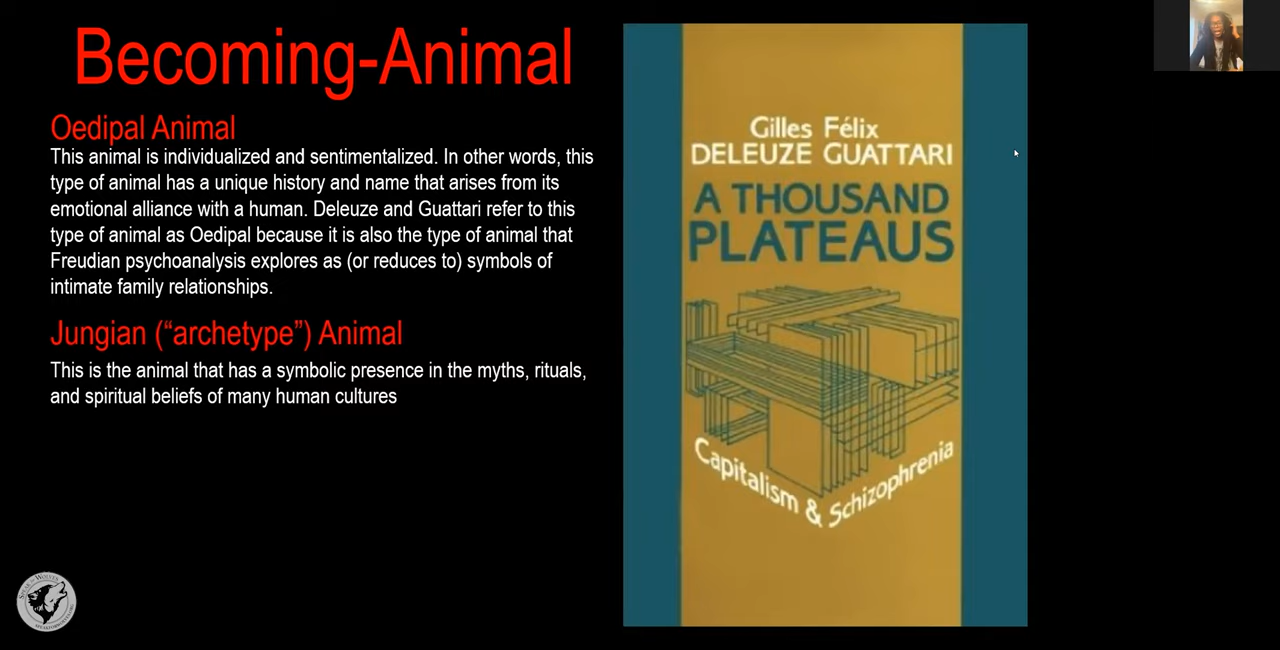 Becoming-Animal
Oedipal Animal
This animal is individualized and sentimentalized. In other words, this
type of animal has a unique history and name that arises from its
emotional alliance with a human. Deleuze and Guattari refer to this
type of animal as Oedipal because it is also the type of animal that
Freudian psychoanalysis explores as (or reduces to) symbols of
intimate family relationships.
Jungian (“archetype”) Animal
This is the animal that has a symbolic presence in the myths, rituals,
and spiritual beliefs of many human cultures
Gilles Félix
DELEUZE GUATTARI
A THOUSAND
PLATEAUS
Capitalism & Schizophrenia